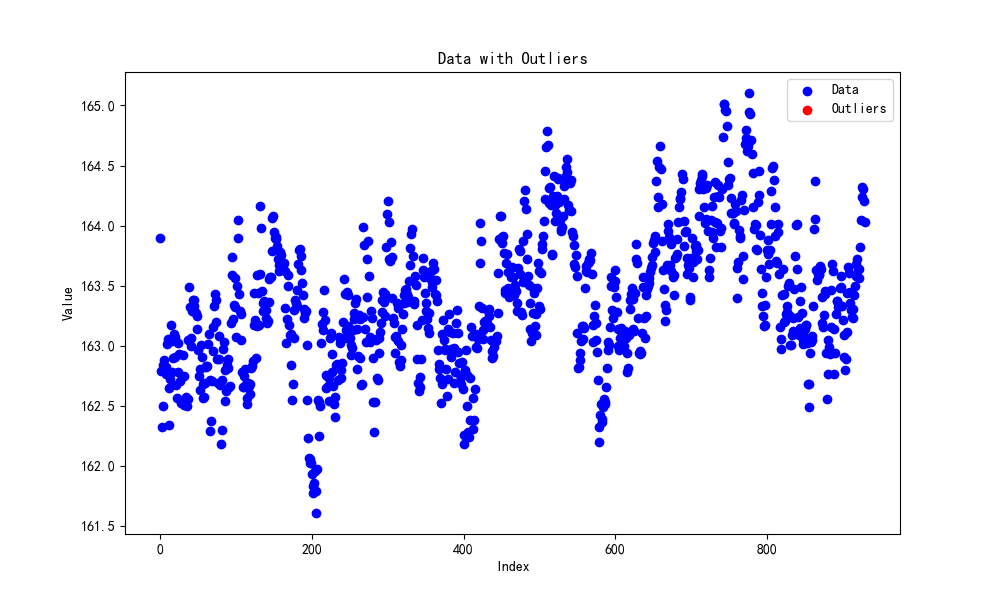 Data with Outliers
Data
Outliers
165.0
164.5
164.0
163.5
163.0
162.5
162.0
161.5
Value
0 200 400 600 800
Index